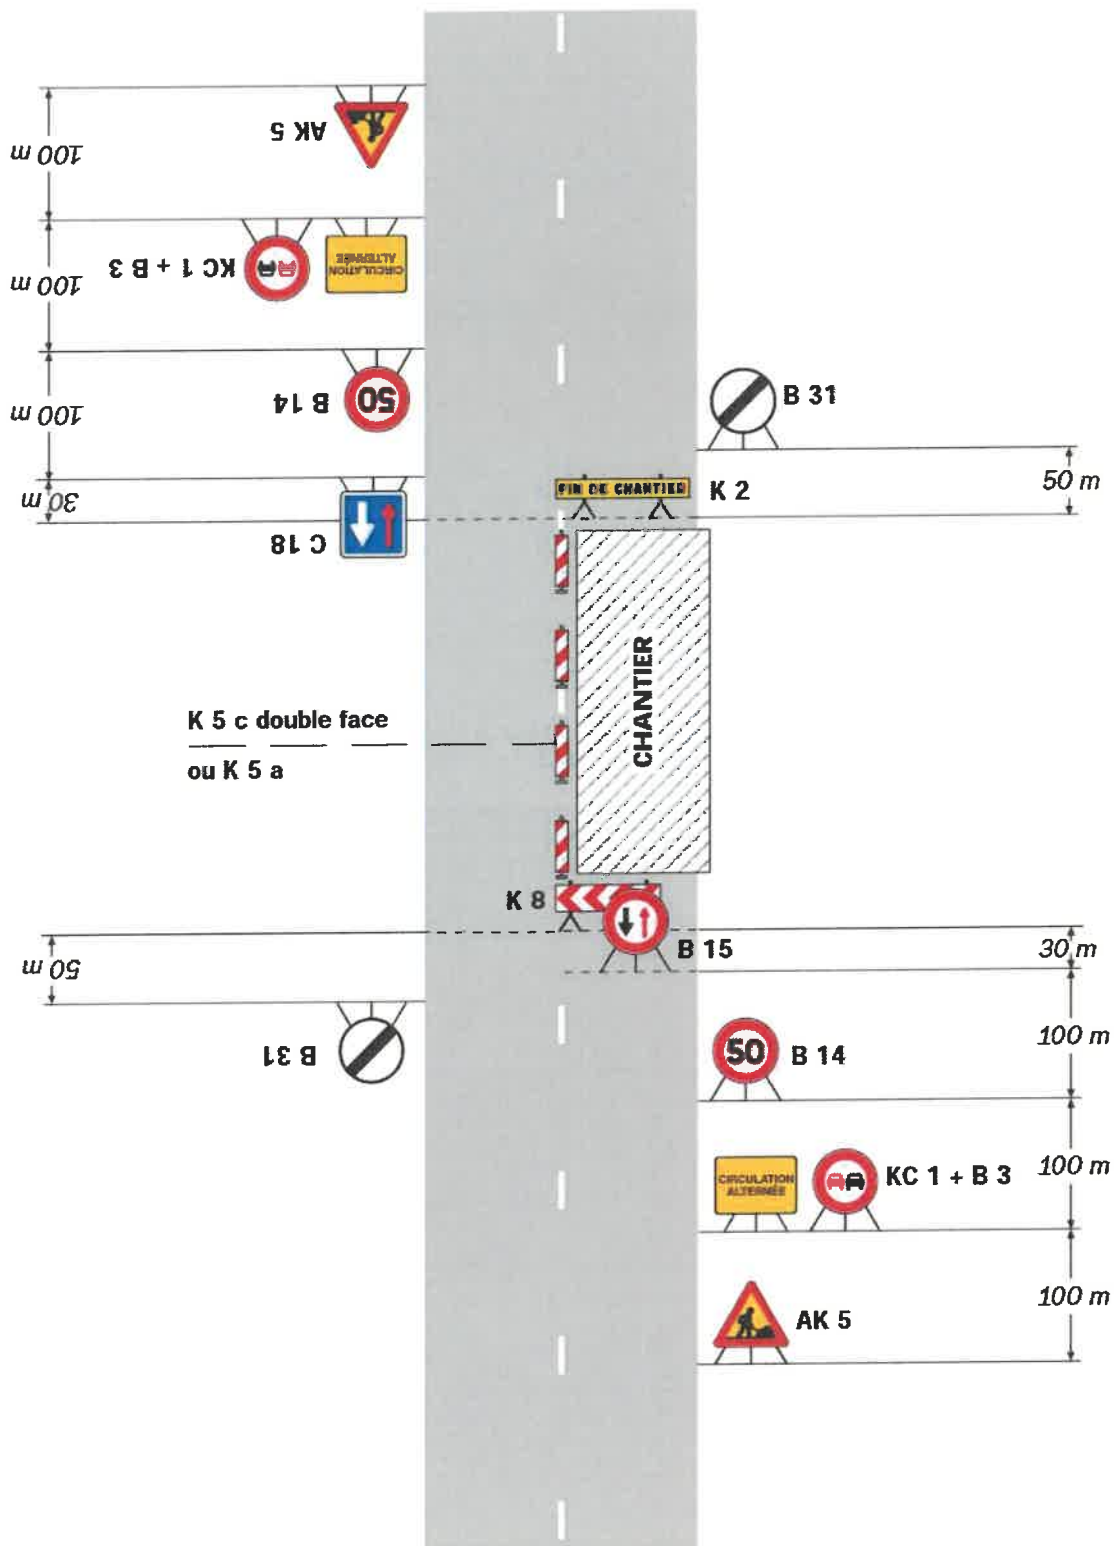 AK 5
100 m
KC 1 + B 3
CIRCULATION
ALTERNÉE
100 m
B 14
50
100 m
C 18
30 m
B 31
50 m
FIN DE CHANTIER
K 2
CHANTIER
K 5 c double face
ou K 5 a
K 8
B 15
30 m
50 m
B 31
50
B 14
100 m
CIRCULATION
ALTERNÉE
KC 1 + B 3
100 m
AK 5
100 m